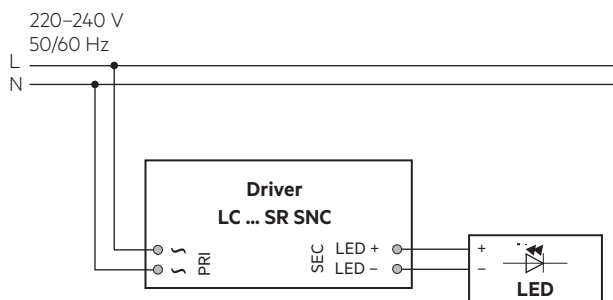 220–240 V
50/60 Hz
L
N
Driver
LC ... SR SNC
~
~
PRI
SEC
LED +
LED –
+
–
LED